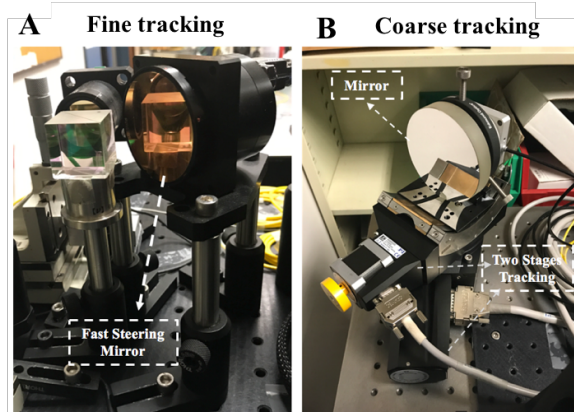 A Fine tracking
B Coarse tracking
Mirror
Two Stages
Tracking
Fast Steering
Mirror